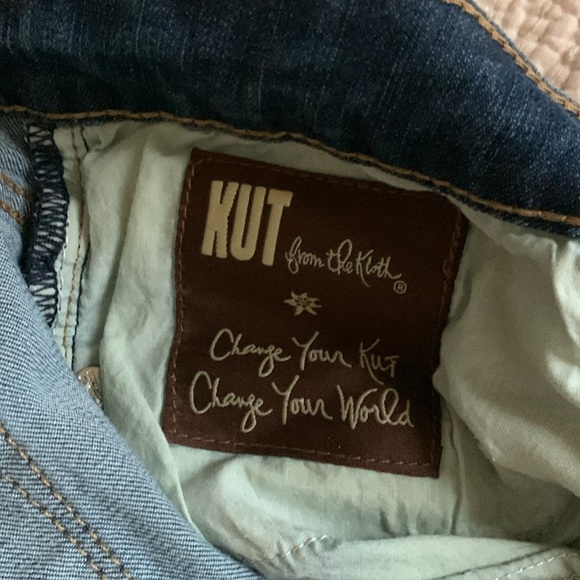 KUT from the Kloth®
Change Your Kut
Change Your World